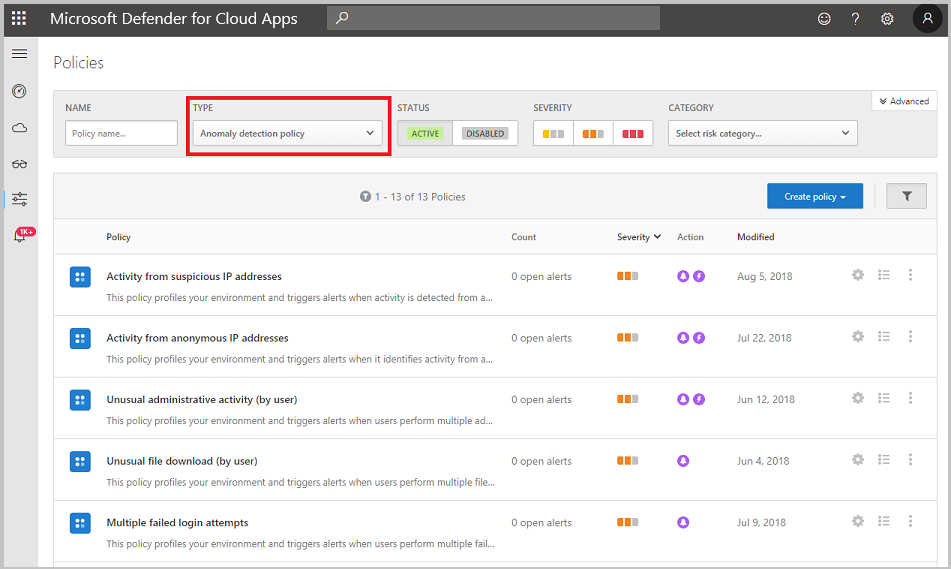 Microsoft Defender for Cloud Apps
?
Policies
NAME
TYPE
STATUS
SEVERITY
CATEGORY
Advanced
Policy name...
Anomaly detection policy
ACTIVE
DISABLED
Select risk category...
1K+
1 - 13 of 13 Policies
Create policy
Policy Count Severity Action Modified
Activity from suspicious IP addresses 0 open alerts Aug 5, 2018
This policy profiles your environment and triggers alerts when activity is detected from a...
Activity from anonymous IP addresses 0 open alerts Jul 22, 2018
This policy profiles your environment and triggers alerts when it identifies activity from a...
Unusual administrative activity (by user) 0 open alerts Jun 12, 2018
This policy profiles your environment and triggers alerts when users perform multiple ad...
Unusual file download (by user) 0 open alerts Jun 4, 2018
This policy profiles your environment and triggers alerts when users perform multiple file...
Multiple failed login attempts 0 open alerts Jul 9, 2018
This policy profiles your environment and triggers alerts when users perform multiple fail...